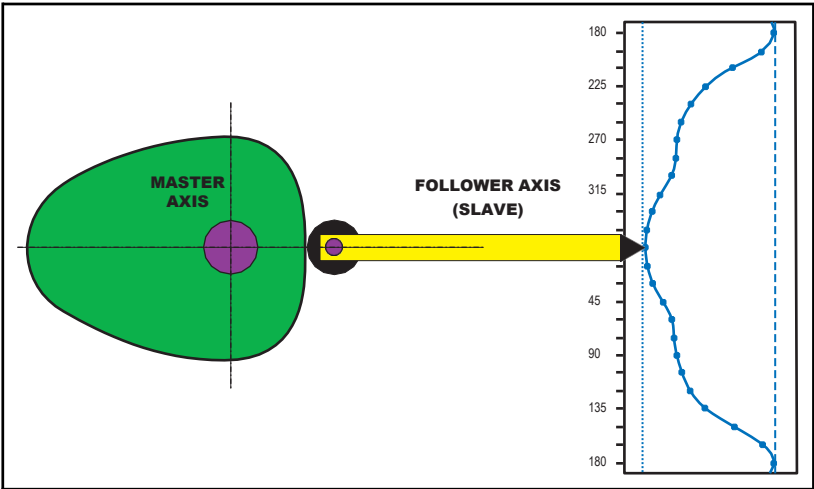 MASTER
AXIS
FOLLOWER AXIS
(SLAVE)
180
225
270
315
45
90
135
180